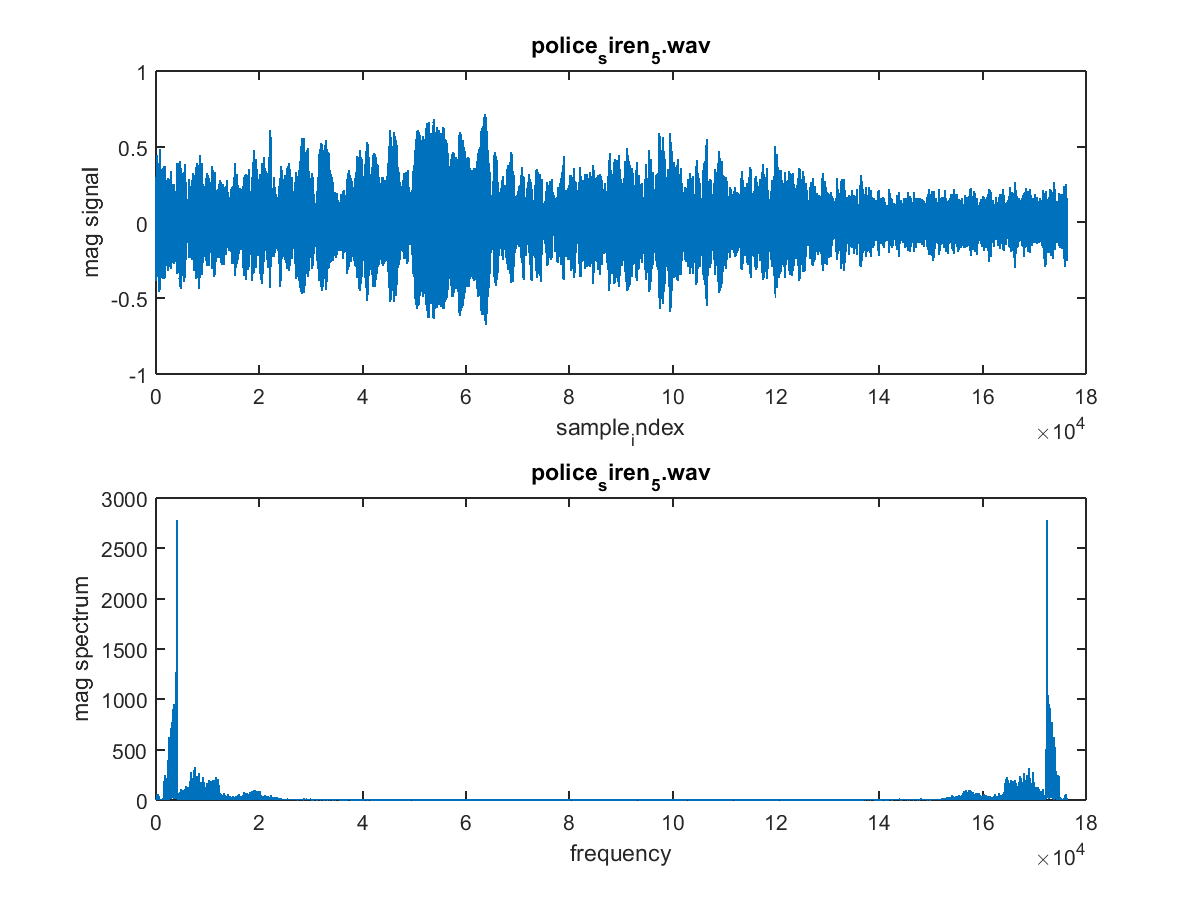 police_siren_5.wav
1
0.5
0
-0.5
-1
mag signal
0 2 4 6 8 10 12 14 16 18
×10^4
sample_index
police_siren_5.wav
3000
2500
2000
1500
1000
500
0
mag spectrum
0 2 4 6 8 10 12 14 16 18
×10^4
frequency